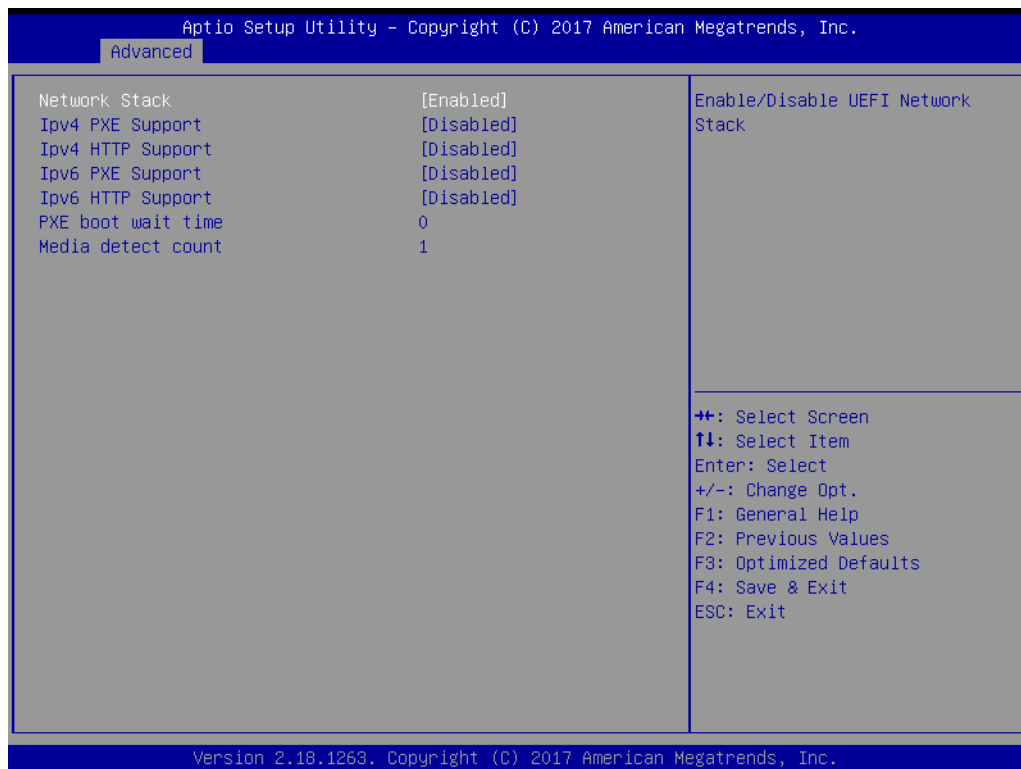 Aptio Setup Utility – Copyright (C) 2017 American Megatrends, Inc.
Advanced
Network Stack [Enabled]
Ipv4 PXE Support [Disabled]
Ipv4 HTTP Support [Disabled]
Ipv6 PXE Support [Disabled]
Ipv6 HTTP Support [Disabled]
PXE boot wait time 0
Media detect count 1
Enable/Disable UEFI Network
Stack
→←: Select Screen
↑↓: Select Item
Enter: Select
+/-: Change Opt.
F1: General Help
F2: Previous Values
F3: Optimized Defaults
F4: Save & Exit
ESC: Exit
Version 2.18.1263. Copyright (C) 2017 American Megatrends, Inc.